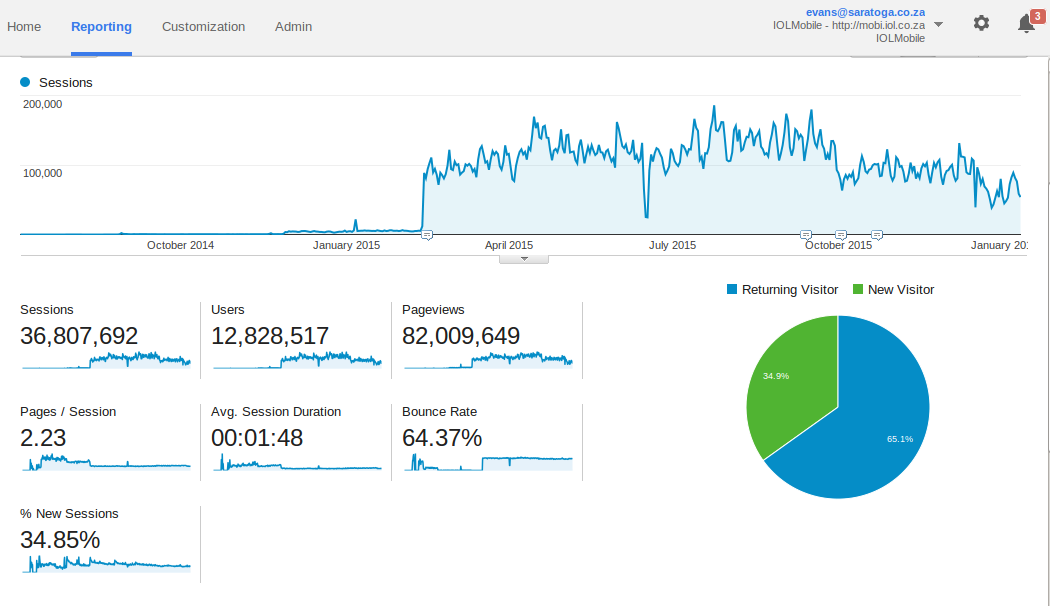 Home Reporting Customization Admin
evans@saratoga.co.za
IOLMobile - http://mobi.iol.co.za
IOLMobile
3
Sessions
200,000
100,000
October 2014 January 2015 April 2015 July 2015 October 2015 January 201
Returning Visitor New Visitor
Sessions Users Pageviews
36,807,692 12,828,517 82,009,649
34.9%
65.1%
Pages / Session Avg. Session Duration Bounce Rate
2.23 00:01:48 64.37%
% New Sessions
34.85%